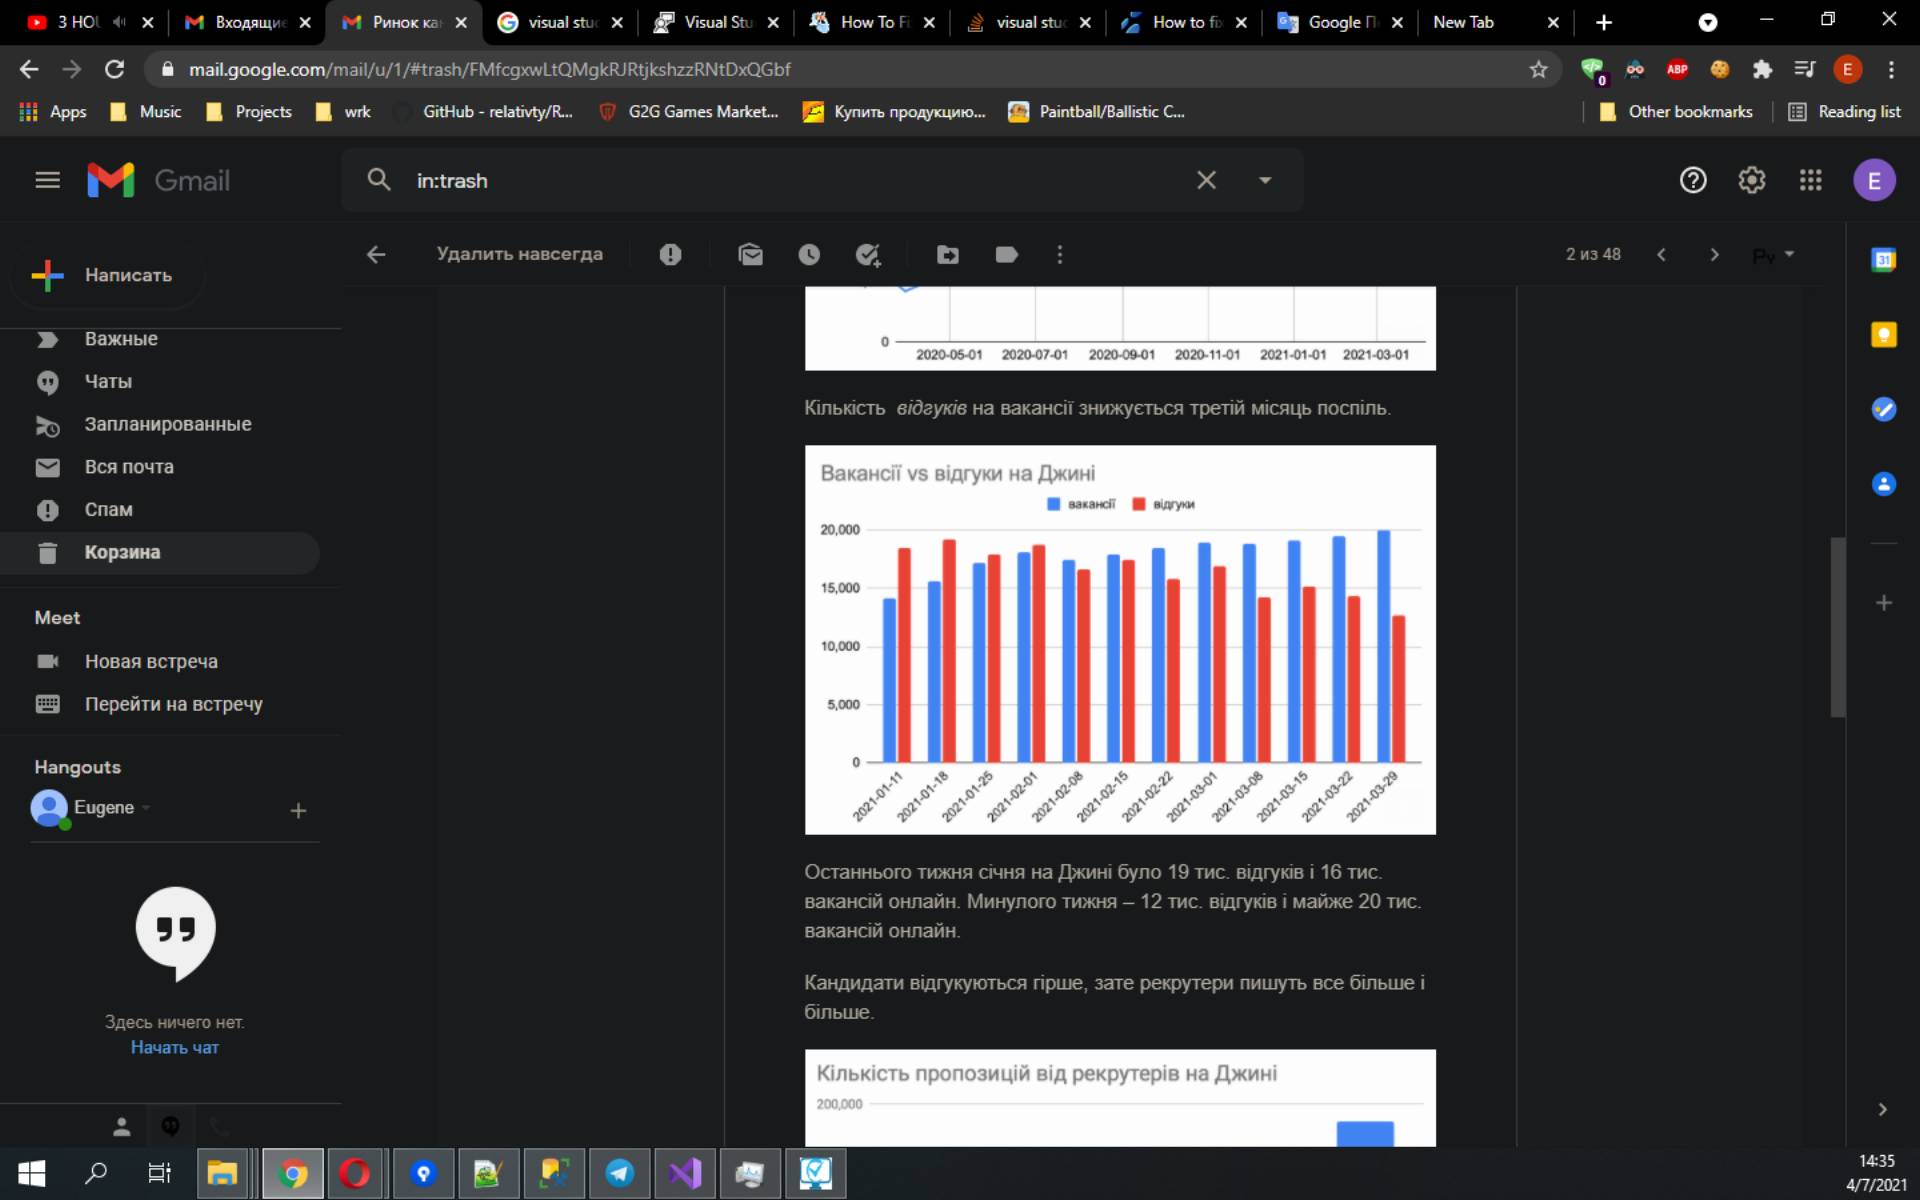 3 HOU
Входящие
Ринок кан
visual stud
Visual Stu
How To Fi
visual stud
How to fix
Google П
New Tab
mail.google.com/mail/u/1/#trash/FMfcgxwLtQMgkRJRtjkshzzRNtDxQGbf
ABP
0
E
Apps
Music
Projects
wrk
GitHub - relativty/R...
G2G Games Market...
Купить продукцию...
Paintball/Ballistic C...
Other bookmarks
Reading list
Gmail
in:trash
E
Написать
Удалить навсегда
2 из 48
Ру
31
Важные
Чаты
Запланированные
Вся почта
Спам
Корзина
Meet
Новая встреча
Перейти на встречу
Hangouts
Eugene
Здесь ничего нет.
Начать чат
0
2020-05-01 2020-07-01 2020-09-01 2020-11-01 2021-01-01 2021-03-01
Кількість відгуків на вакансії знижується третій місяць поспіль.
Вакансії vs відгуки на Джині
вакансії відгуки
20,000
15,000
10,000
5,000
0
2021-01-11 2021-01-18 2021-01-25 2021-02-01 2021-02-08 2021-02-15 2021-02-22 2021-03-01 2021-03-08 2021-03-15 2021-03-22 2021-03-29
Останнього тижня січня на Джині було 19 тис. відгуків і 16 тис.
вакансій онлайн. Минулого тижня – 12 тис. відгуків і майже 20 тис.
вакансій онлайн.
Кандидати відгукуються гірше, зате рекрутери пишуть все більше і
більше.
Кількість пропозицій від рекрутерів на Джині
200,000
14:35
4/7/2021